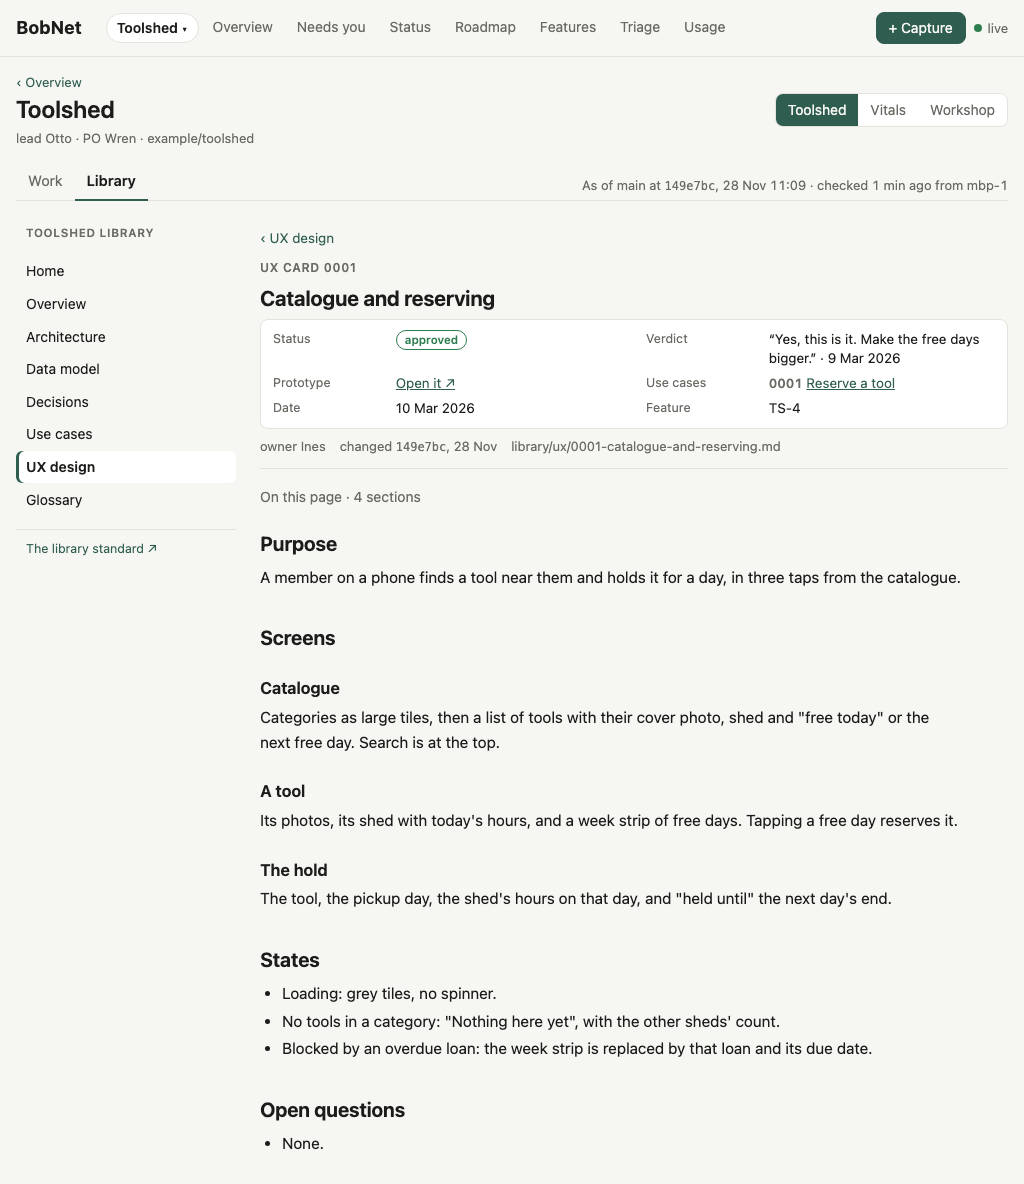 BobNet
Toolshed ▾
Overview
Needs you
Status
Roadmap
Features
Triage
Usage
+ Capture
live
‹ Overview
Toolshed
lead Otto · PO Wren · example/toolshed
Toolshed
Vitals
Workshop
Work
Library
As of main at 149e7bc, 28 Nov 11:09 · checked 1 min ago from mbp-1
TOOLSHED LIBRARY
Home
Overview
Architecture
Data model
Decisions
Use cases
UX design
Glossary
The library standard ↗
‹ UX design
UX CARD 0001
Catalogue and reserving
Status
approved
Verdict
“Yes, this is it. Make the free days
bigger.” · 9 Mar 2026
Prototype
Open it ↗
Use cases
0001 Reserve a tool
Date
10 Mar 2026
Feature
TS-4
owner Ines
changed 149e7bc, 28 Nov
library/ux/0001-catalogue-and-reserving.md
On this page · 4 sections
Purpose
A member on a phone finds a tool near them and holds it for a day, in three taps from the catalogue.
Screens
Catalogue
Categories as large tiles, then a list of tools with their cover photo, shed and "free today" or the
next free day. Search is at the top.
A tool
Its photos, its shed with today's hours, and a week strip of free days. Tapping a free day reserves it.
The hold
The tool, the pickup day, the shed's hours on that day, and "held until" the next day's end.
States
• Loading: grey tiles, no spinner.
• No tools in a category: "Nothing here yet", with the other sheds' count.
• Blocked by an overdue loan: the week strip is replaced by that loan and its due date.
Open questions
• None.